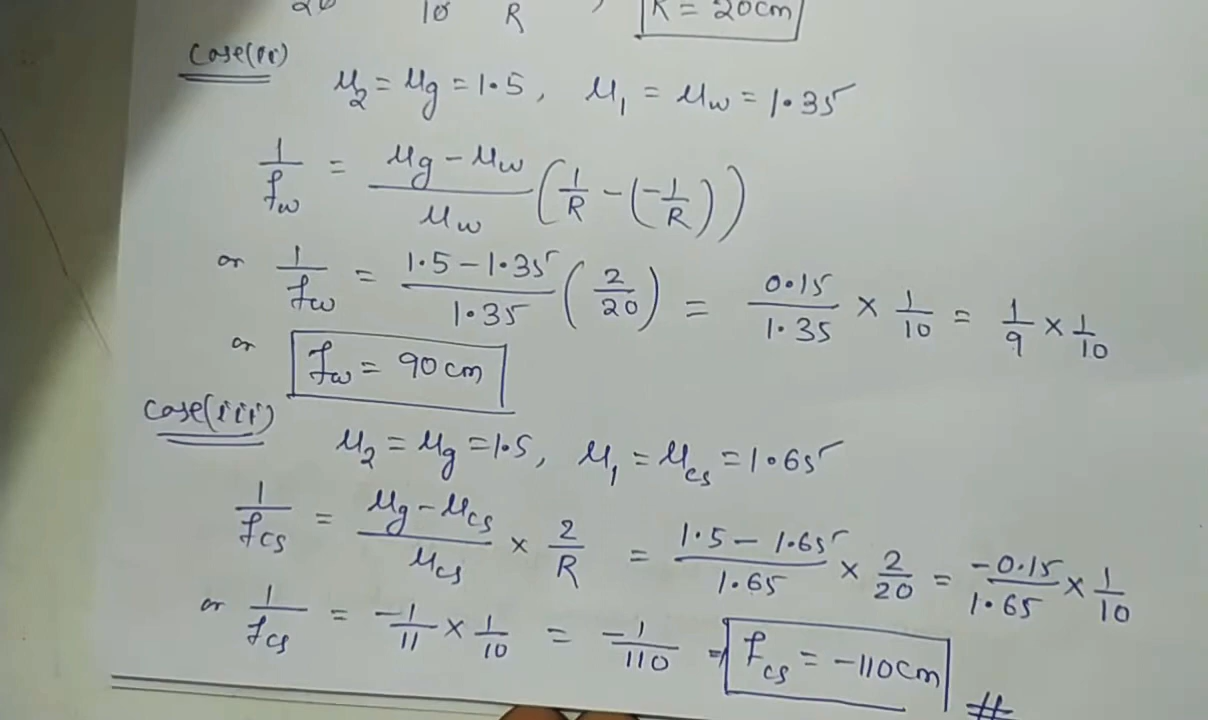 20 10 R , R = 20cm
Case(ii)
μ₂ = μg = 1.5, μ₁ = μw = 1.35
1/fw = (μg - μw)/μw (1/R - (-1/R))
or 1/fw = (1.5 - 1.35)/1.35 (2/20) = 0.15/1.35 × 1/10 = 1/9 × 1/10
or fw = 90 cm
Case(iii)
μ₂ = μg = 1.5, μ₁ = μcs = 1.65
1/fcs = (μg - μcs)/μcs × 2/R = (1.5 - 1.65)/1.65 × 2/20 = -0.15/1.65 × 1/10
or 1/fcs = -1/11 × 1/10 = -1/110 ⇒ fcs = -110cm #